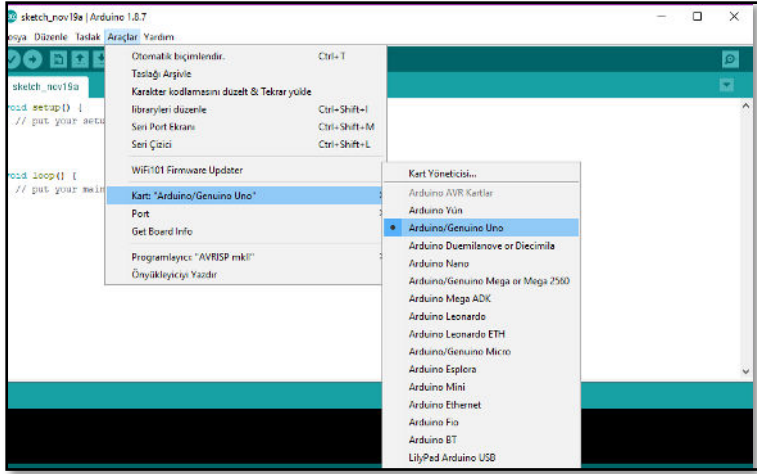 sketch_nov19a | Arduino 1.8.7
osya Düzenle Taslak Araçlar Yardım
sketch_nov19a
void setup() {
// put your setu
void loop() {
// put your main
Otomatik biçimlendir. Ctrl+T
Taslağı Arşivle
Karakter kodlamasını düzelt & Tekrar yükle
libraryleri düzenle Ctrl+Shift+I
Seri Port Ekranı Ctrl+Shift+M
Seri Çizici Ctrl+Shift+L
WiFi101 Firmware Updater
Kart: "Arduino/Genuino Uno"
Port
Get Board Info
Programlayıcı: "AVRISP mkII"
Önyükleyiciyi Yazdır
Kart Yöneticisi...
Arduino AVR Kartlar
Arduino Yún
Arduino/Genuino Uno
Arduino Duemilanove or Diecimila
Arduino Nano
Arduino/Genuino Mega or Mega 2560
Arduino Mega ADK
Arduino Leonardo
Arduino Leonardo ETH
Arduino/Genuino Micro
Arduino Esplora
Arduino Mini
Arduino Ethernet
Arduino Fio
Arduino BT
LilyPad Arduino USB